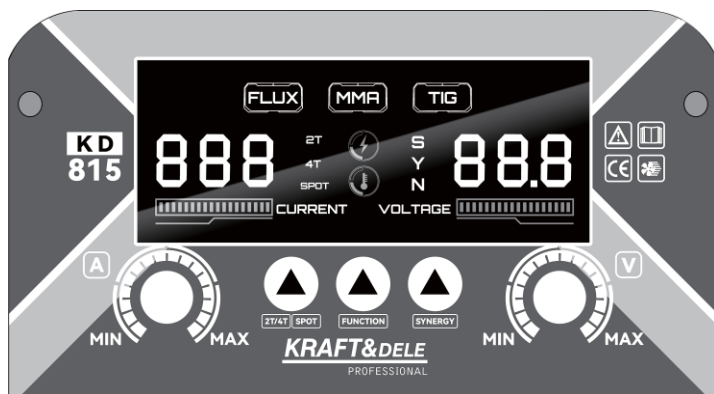 FLUX MMA TIG
KD
815
888
2T
4T
SPOT
S
Y
N
88.8
CURRENT
VOLTAGE
CE
A
V
MIN
MAX
2T/4T SPOT
FUNCTION
SYNERGY
MIN
MAX
KRAFT&DELE
PROFESSIONAL